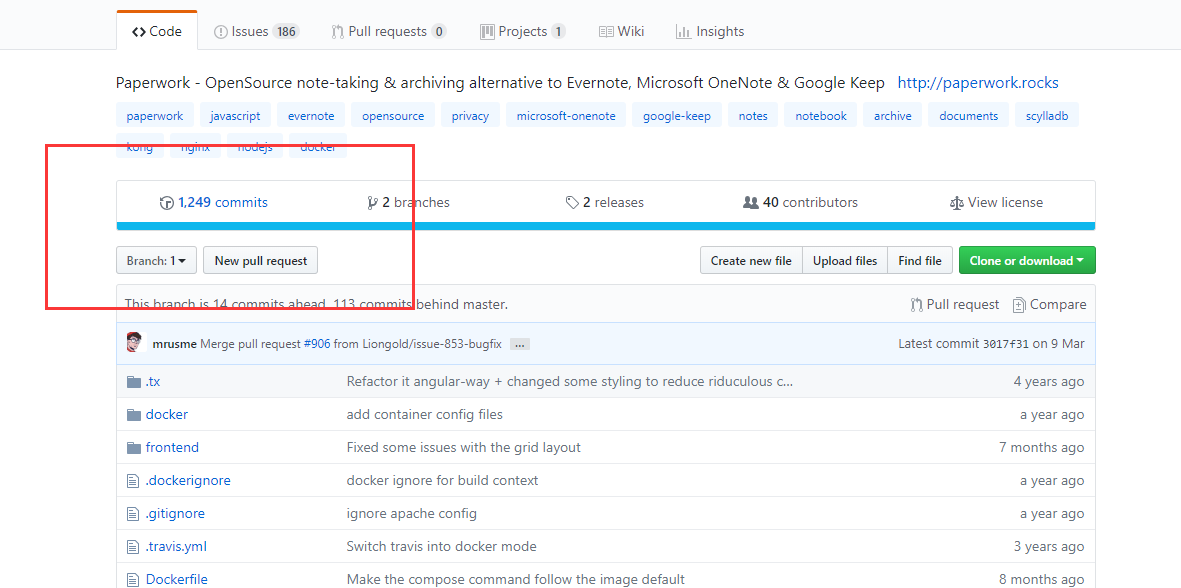 Code Issues 186 Pull requests 0 Projects 1 Wiki Insights
Paperwork - OpenSource note-taking & archiving alternative to Evernote, Microsoft OneNote & Google Keep http://paperwork.rocks
paperwork javascript evernote opensource privacy microsoft-onenote google-keep notes notebook archive documents scylladb
kong nginx nodejs docker
1,249 commits 2 branches 2 releases 40 contributors View license
Branch: 1 New pull request Create new file Upload files Find file Clone or download
This branch is 14 commits ahead, 113 commits behind master. Pull request Compare
mrusme Merge pull request #906 from Liongold/issue-853-bugfix ... Latest commit 3017f31 on 9 Mar
.tx Refactor it angular-way + changed some styling to reduce riduculous c... 4 years ago
docker add container config files a year ago
frontend Fixed some issues with the grid layout 7 months ago
.dockerignore docker ignore for build context a year ago
.gitignore ignore apache config a year ago
.travis.yml Switch travis into docker mode 3 years ago
Dockerfile Make the compose command follow the image default 8 months ago